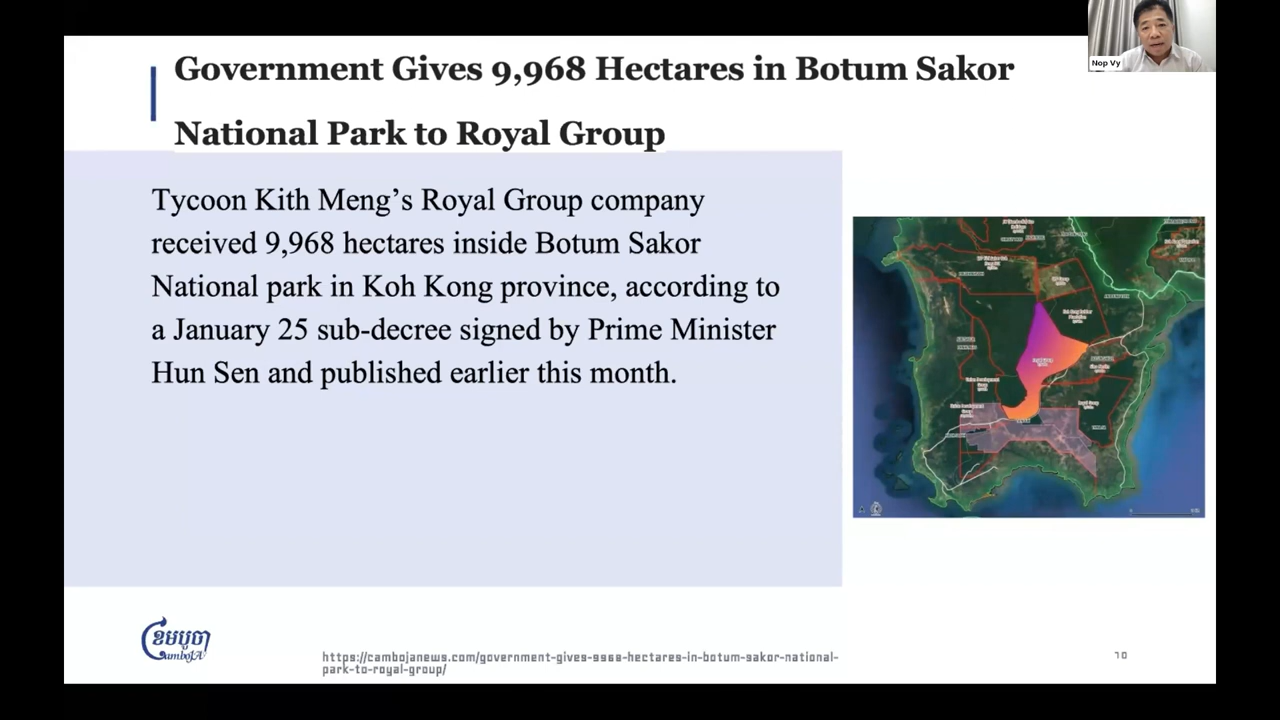 Government Gives 9,968 Hectares in Botum Sakor
National Park to Royal Group
Nop Vy
Tycoon Kith Meng’s Royal Group company
received 9,968 hectares inside Botum Sakor
National park in Koh Kong province, according to
a January 25 sub-decree signed by Prime Minister
Hun Sen and published earlier this month.
ខមបូចា
CamboJA
https://cambojanews.com/government-gives-9968-hectares-in-botum-sakor-national-
park-to-royal-group/
10